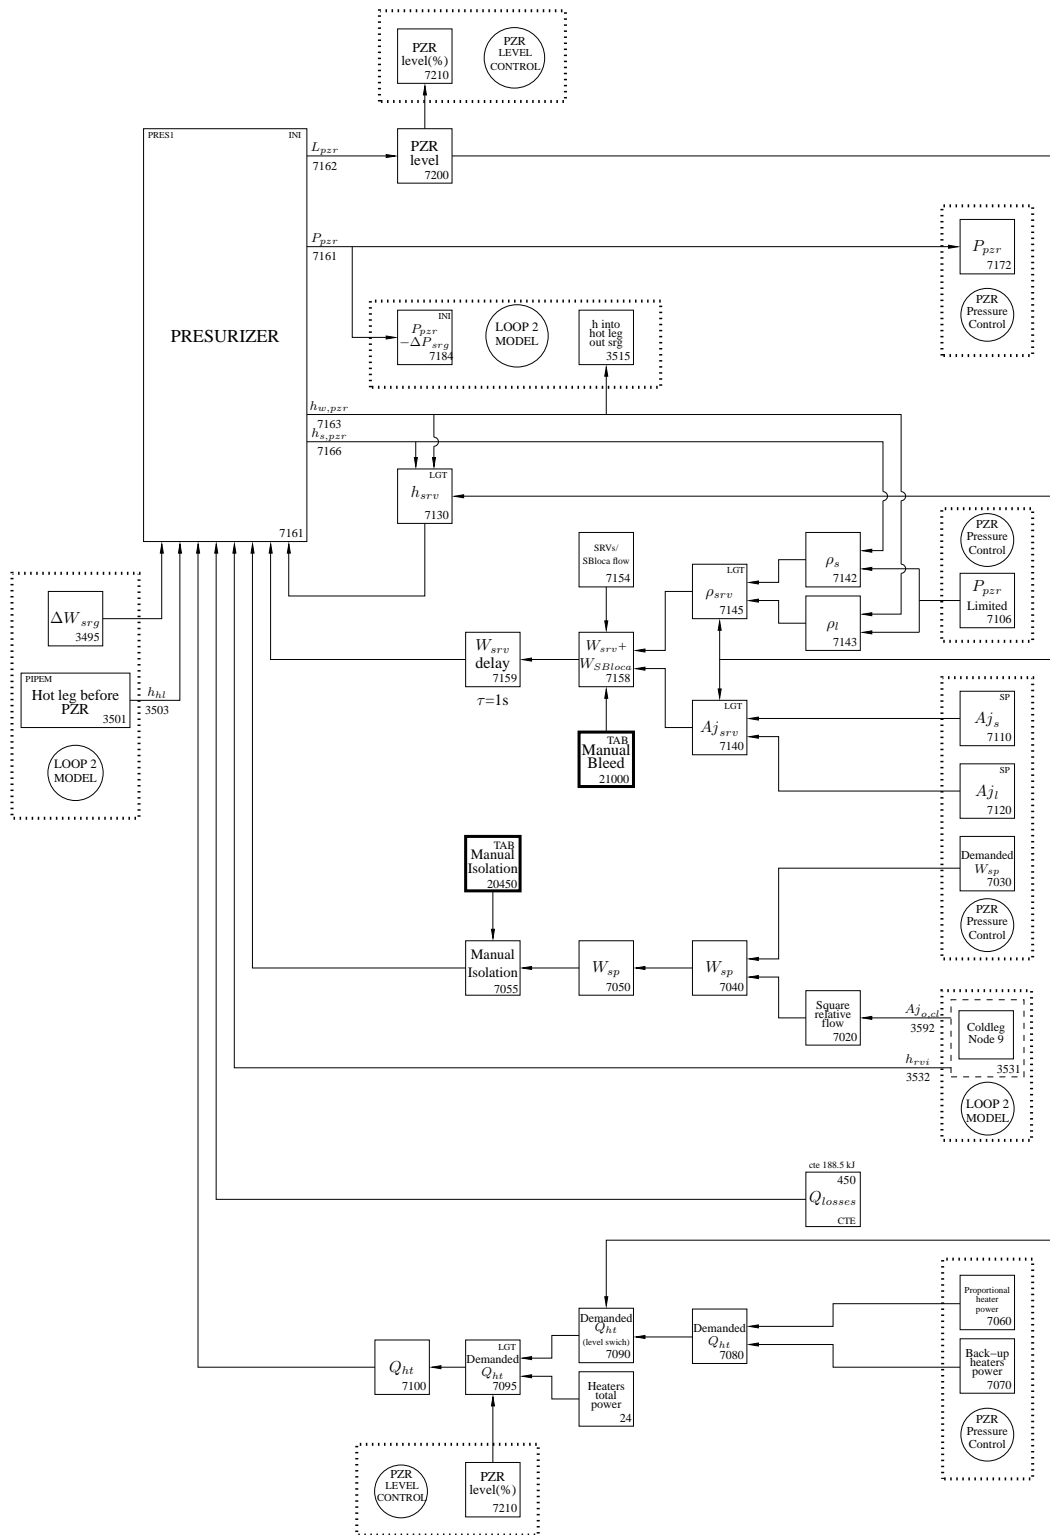 PZR
level(%)
7210
PZR
LEVEL
CONTROL
PRES1
INI
L_pzr
7162
PZR
level
7200
P_pzr
7161
P_pzr
7172
PZR
Pressure
Control
PRESURIZER
INI
P_pzr
−ΔP_srg
7184
LOOP 2
MODEL
h into
hot leg
out srg
3515
h_w,pzr
7163
h_s,pzr
7166
LGT
h_srv
7130
7161
SRVs/
SBloca flow
7154
LGT
ρ_srv
7145
ρ_s
7142
ρ_l
7143
PZR
Pressure
Control
P_pzr
Limited
7106
ΔW_srg
3495
W_srv
delay
7159
τ=1s
W_srv+
W_SBloca
7158
PIPEM
Hot leg before
PZR
3501
h_hl
3503
LOOP 2
MODEL
TAB
Manual
Bleed
21000
LGT
Aj_srv
7140
SP
Aj_s
7110
SP
Aj_l
7120
TAB
Manual
Isolation
20450
Demanded
W_sp
7030
PZR
Pressure
Control
Manual
Isolation
7055
W_sp
7050
W_sp
7040
Square
relative
flow
7020
Aj_o,cl
3592
Coldleg
Node 9
3531
h_rvi
3532
LOOP 2
MODEL
cte 188.5 kJ
450
Q_losses
CTE
Proportional
heater
power
7060
Demanded
Q_ht
(level swich)
7090
Demanded
Q_ht
7080
Back−up
heaters
power
7070
Q_ht
7100
LGT
Demanded
Q_ht
7095
Heaters
total
power
24
PZR
Pressure
Control
PZR
LEVEL
CONTROL
PZR
level(%)
7210